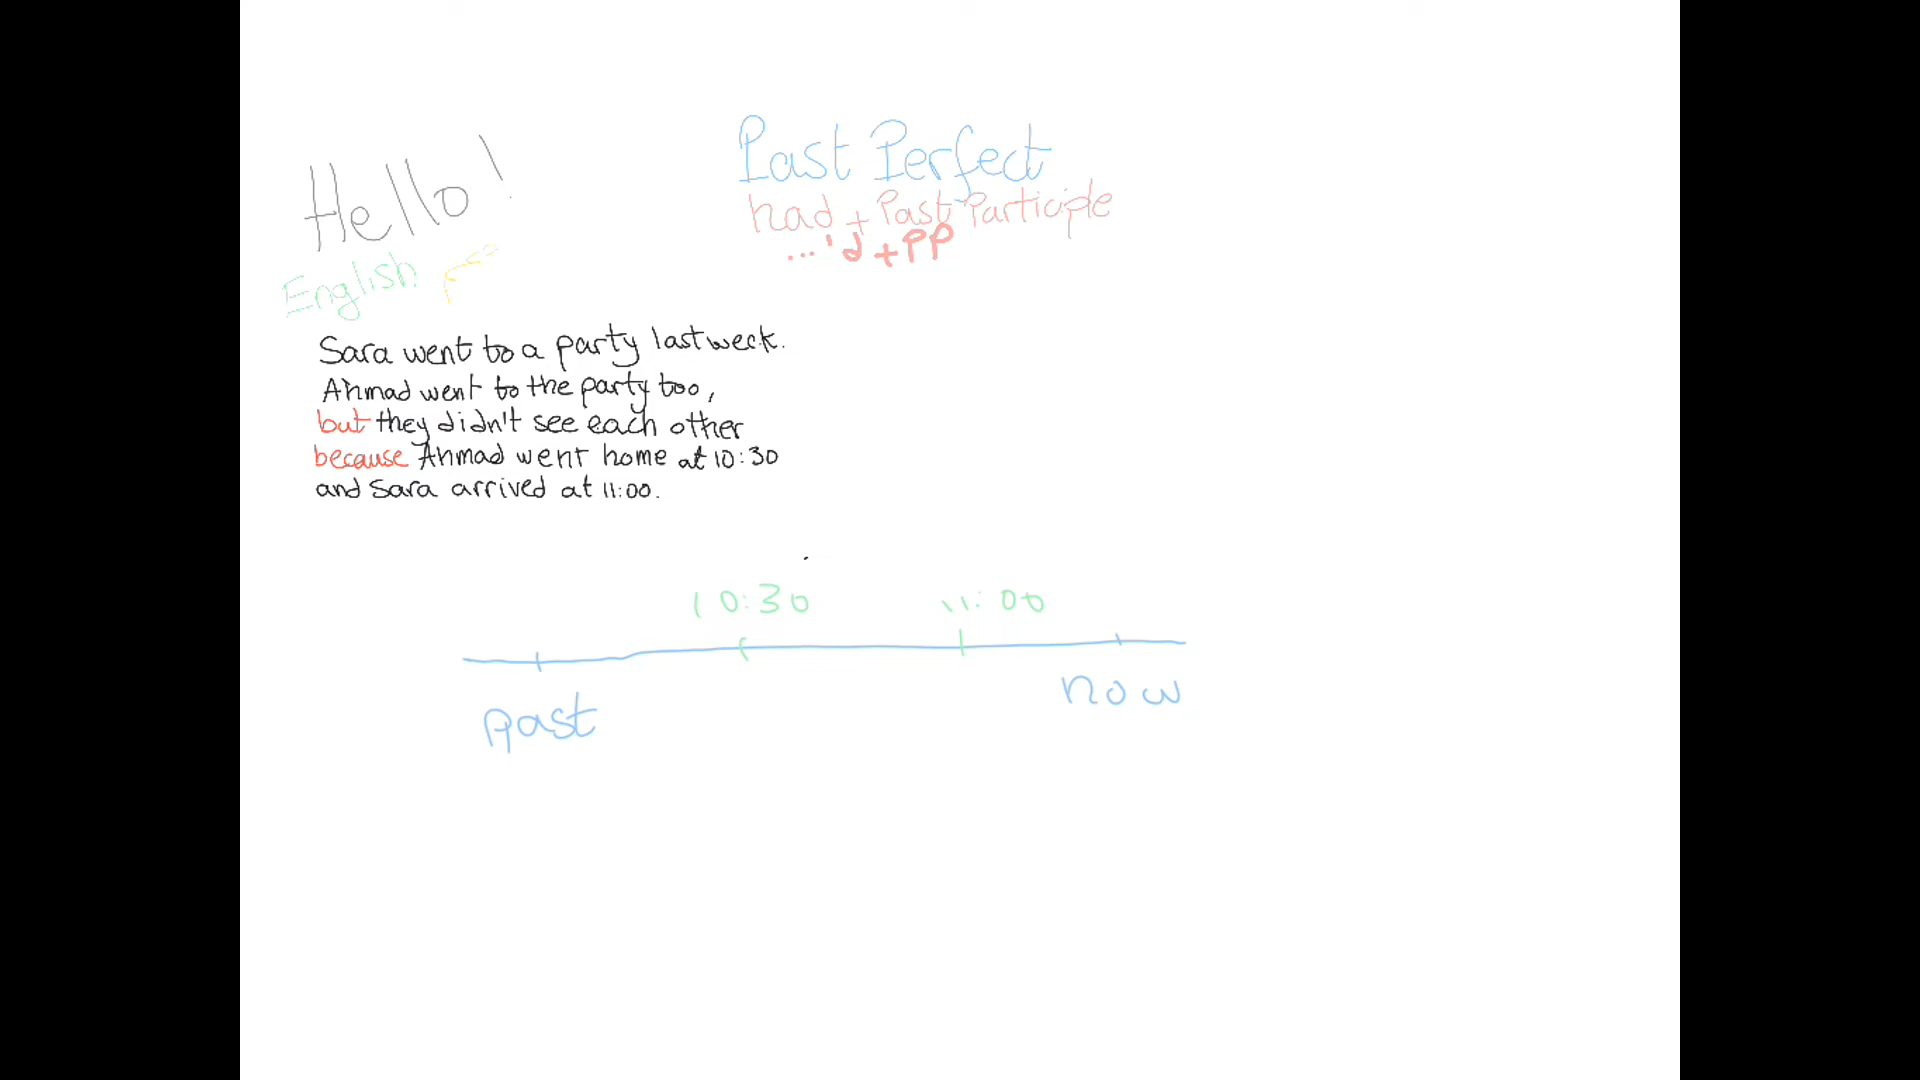 Hello!
English
Past Perfect
had + Past Participle
...'d + PP
Sara went to a party last week.
Ahmad went to the party too,
but they didn't see each other
because Ahmad went home at 10:30
and Sara arrived at 11:00.
10:30 11:00
past now